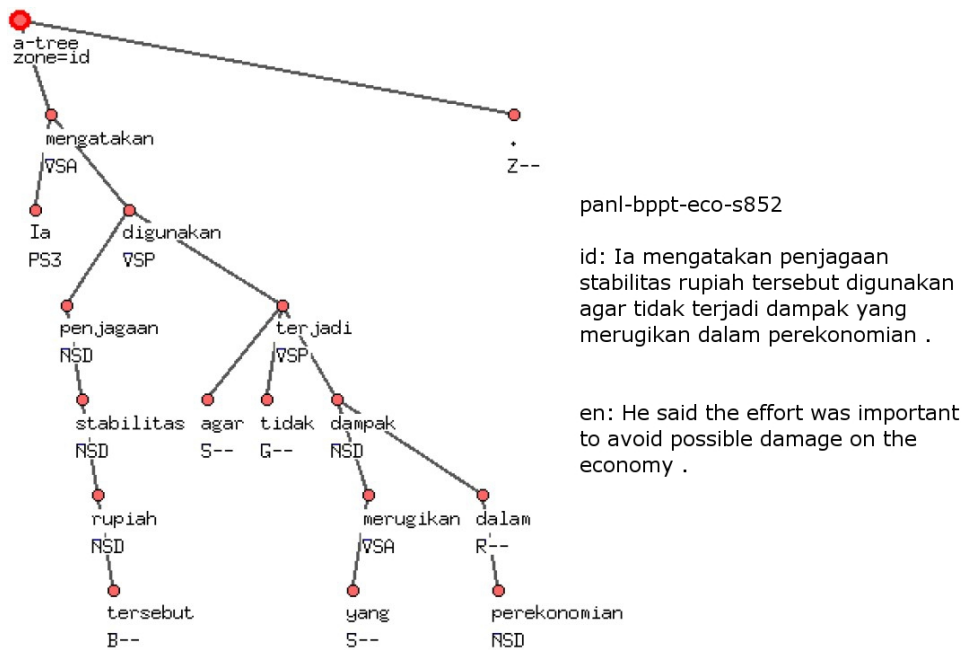 a-tree
zone=id
mengatakan
VSA
.
Z--
Ia
PS3
digunakan
VSP
penjagaan
NSD
terjadi
VSP
stabilitas
NSD
agar
S--
tidak
G--
dampak
NSD
rupiah
NSD
merugikan
VSA
dalam
R--
tersebut
B--
yang
S--
perekonomian
NSD
panl-bppt-eco-s852
id: Ia mengatakan penjagaan
stabilitas rupiah tersebut digunakan
agar tidak terjadi dampak yang
merugikan dalam perekonomian .
en: He said the effort was important
to avoid possible damage on the
economy .